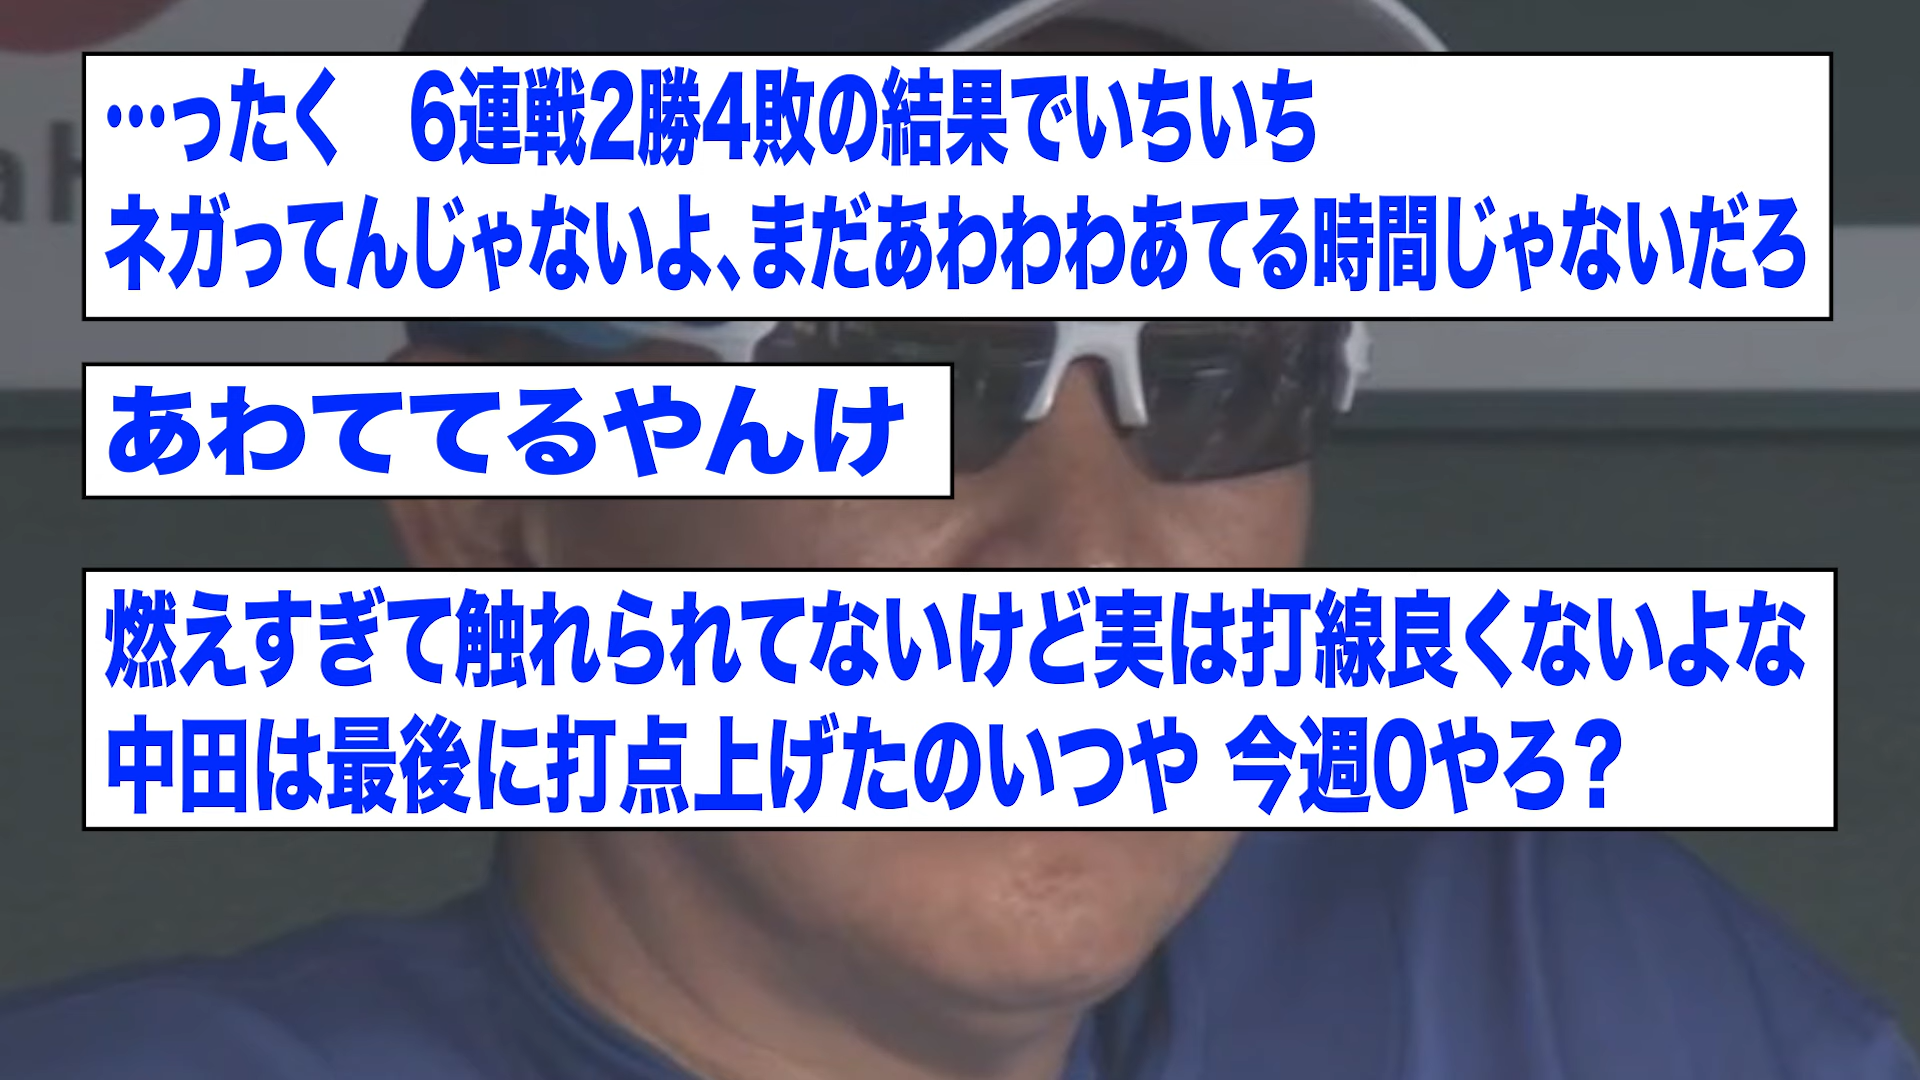 …ったく　6連戦2勝4敗の結果でいちいち
ネガってんじゃないよ、まだあわわわあてる時間じゃないだろ
あわててるやんけ
燃えすぎて触れられてないけど実は打線良くないよな
中田は最後に打点上げたのいつや 今週0やろ?